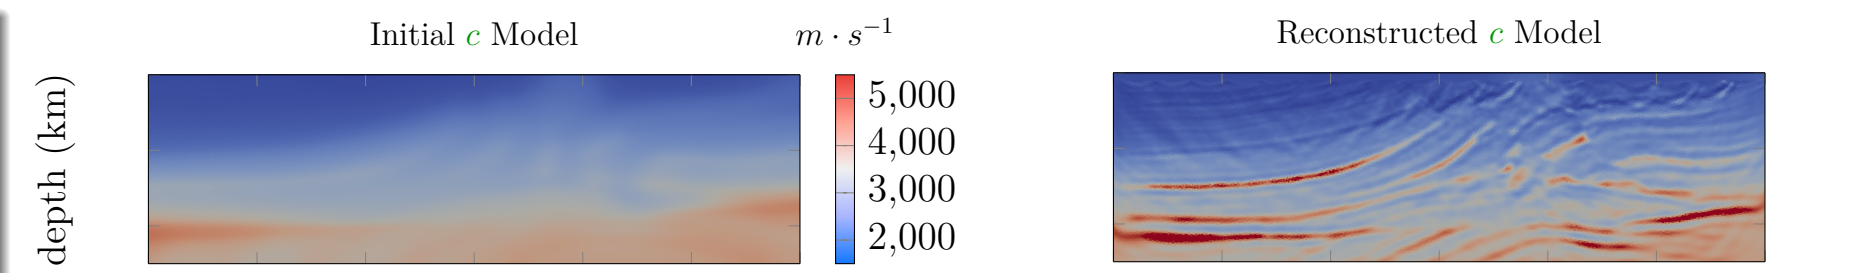 Initial c Model
m · s⁻¹
Reconstructed c Model
depth (km)
5,000
4,000
3,000
2,000